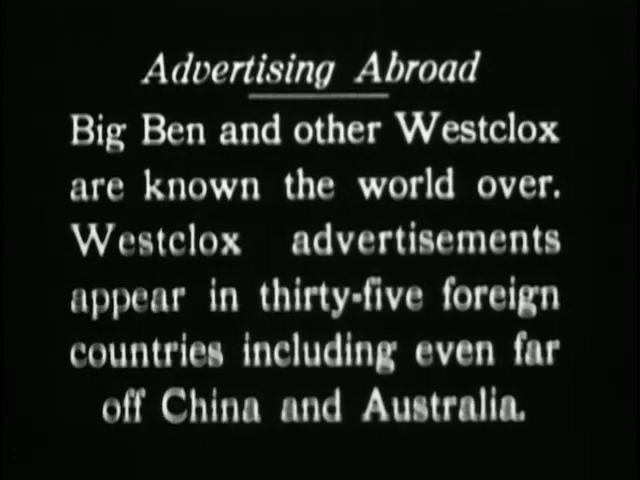 Advertising Abroad
Big Ben and other Westclox
are known the world over.
Westclox advertisements
appear in thirty-five foreign
countries including even far
off China and Australia.